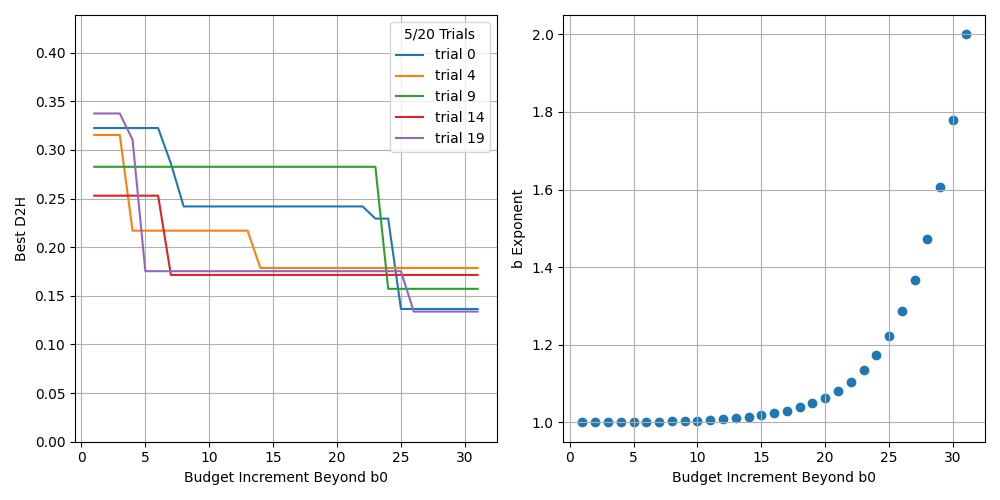 5/20 Trials
trial 0
trial 4
trial 9
trial 14
trial 19
Best D2H
0.40
0.35
0.30
0.25
0.20
0.15
0.10
0.05
0.00
0 5 10 15 20 25 30
Budget Increment Beyond b0
b Exponent
2.0
1.8
1.6
1.4
1.2
1.0
0 5 10 15 20 25 30
Budget Increment Beyond b0